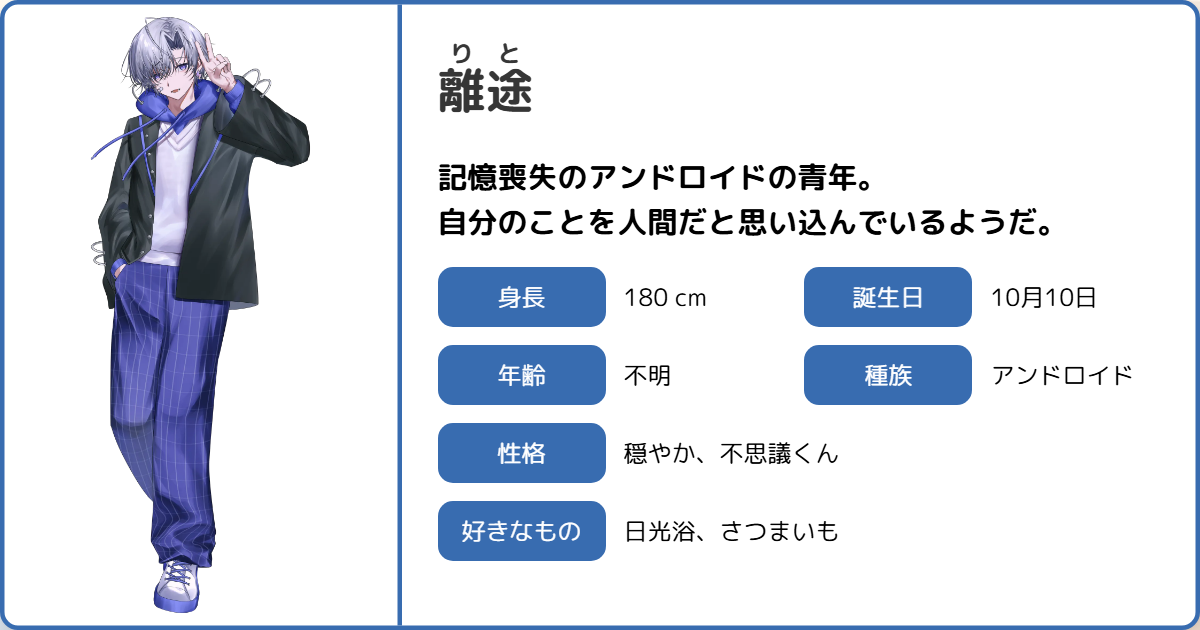 りと
離途
記憶喪失のアンドロイドの青年。
自分のことを人間だと思い込んでいるようだ。
身長 180 cm 誕生日 10月10日
年齢 不明 種族 アンドロイド
性格 穏やか、不思議くん
好きなもの 日光浴、さつまいも